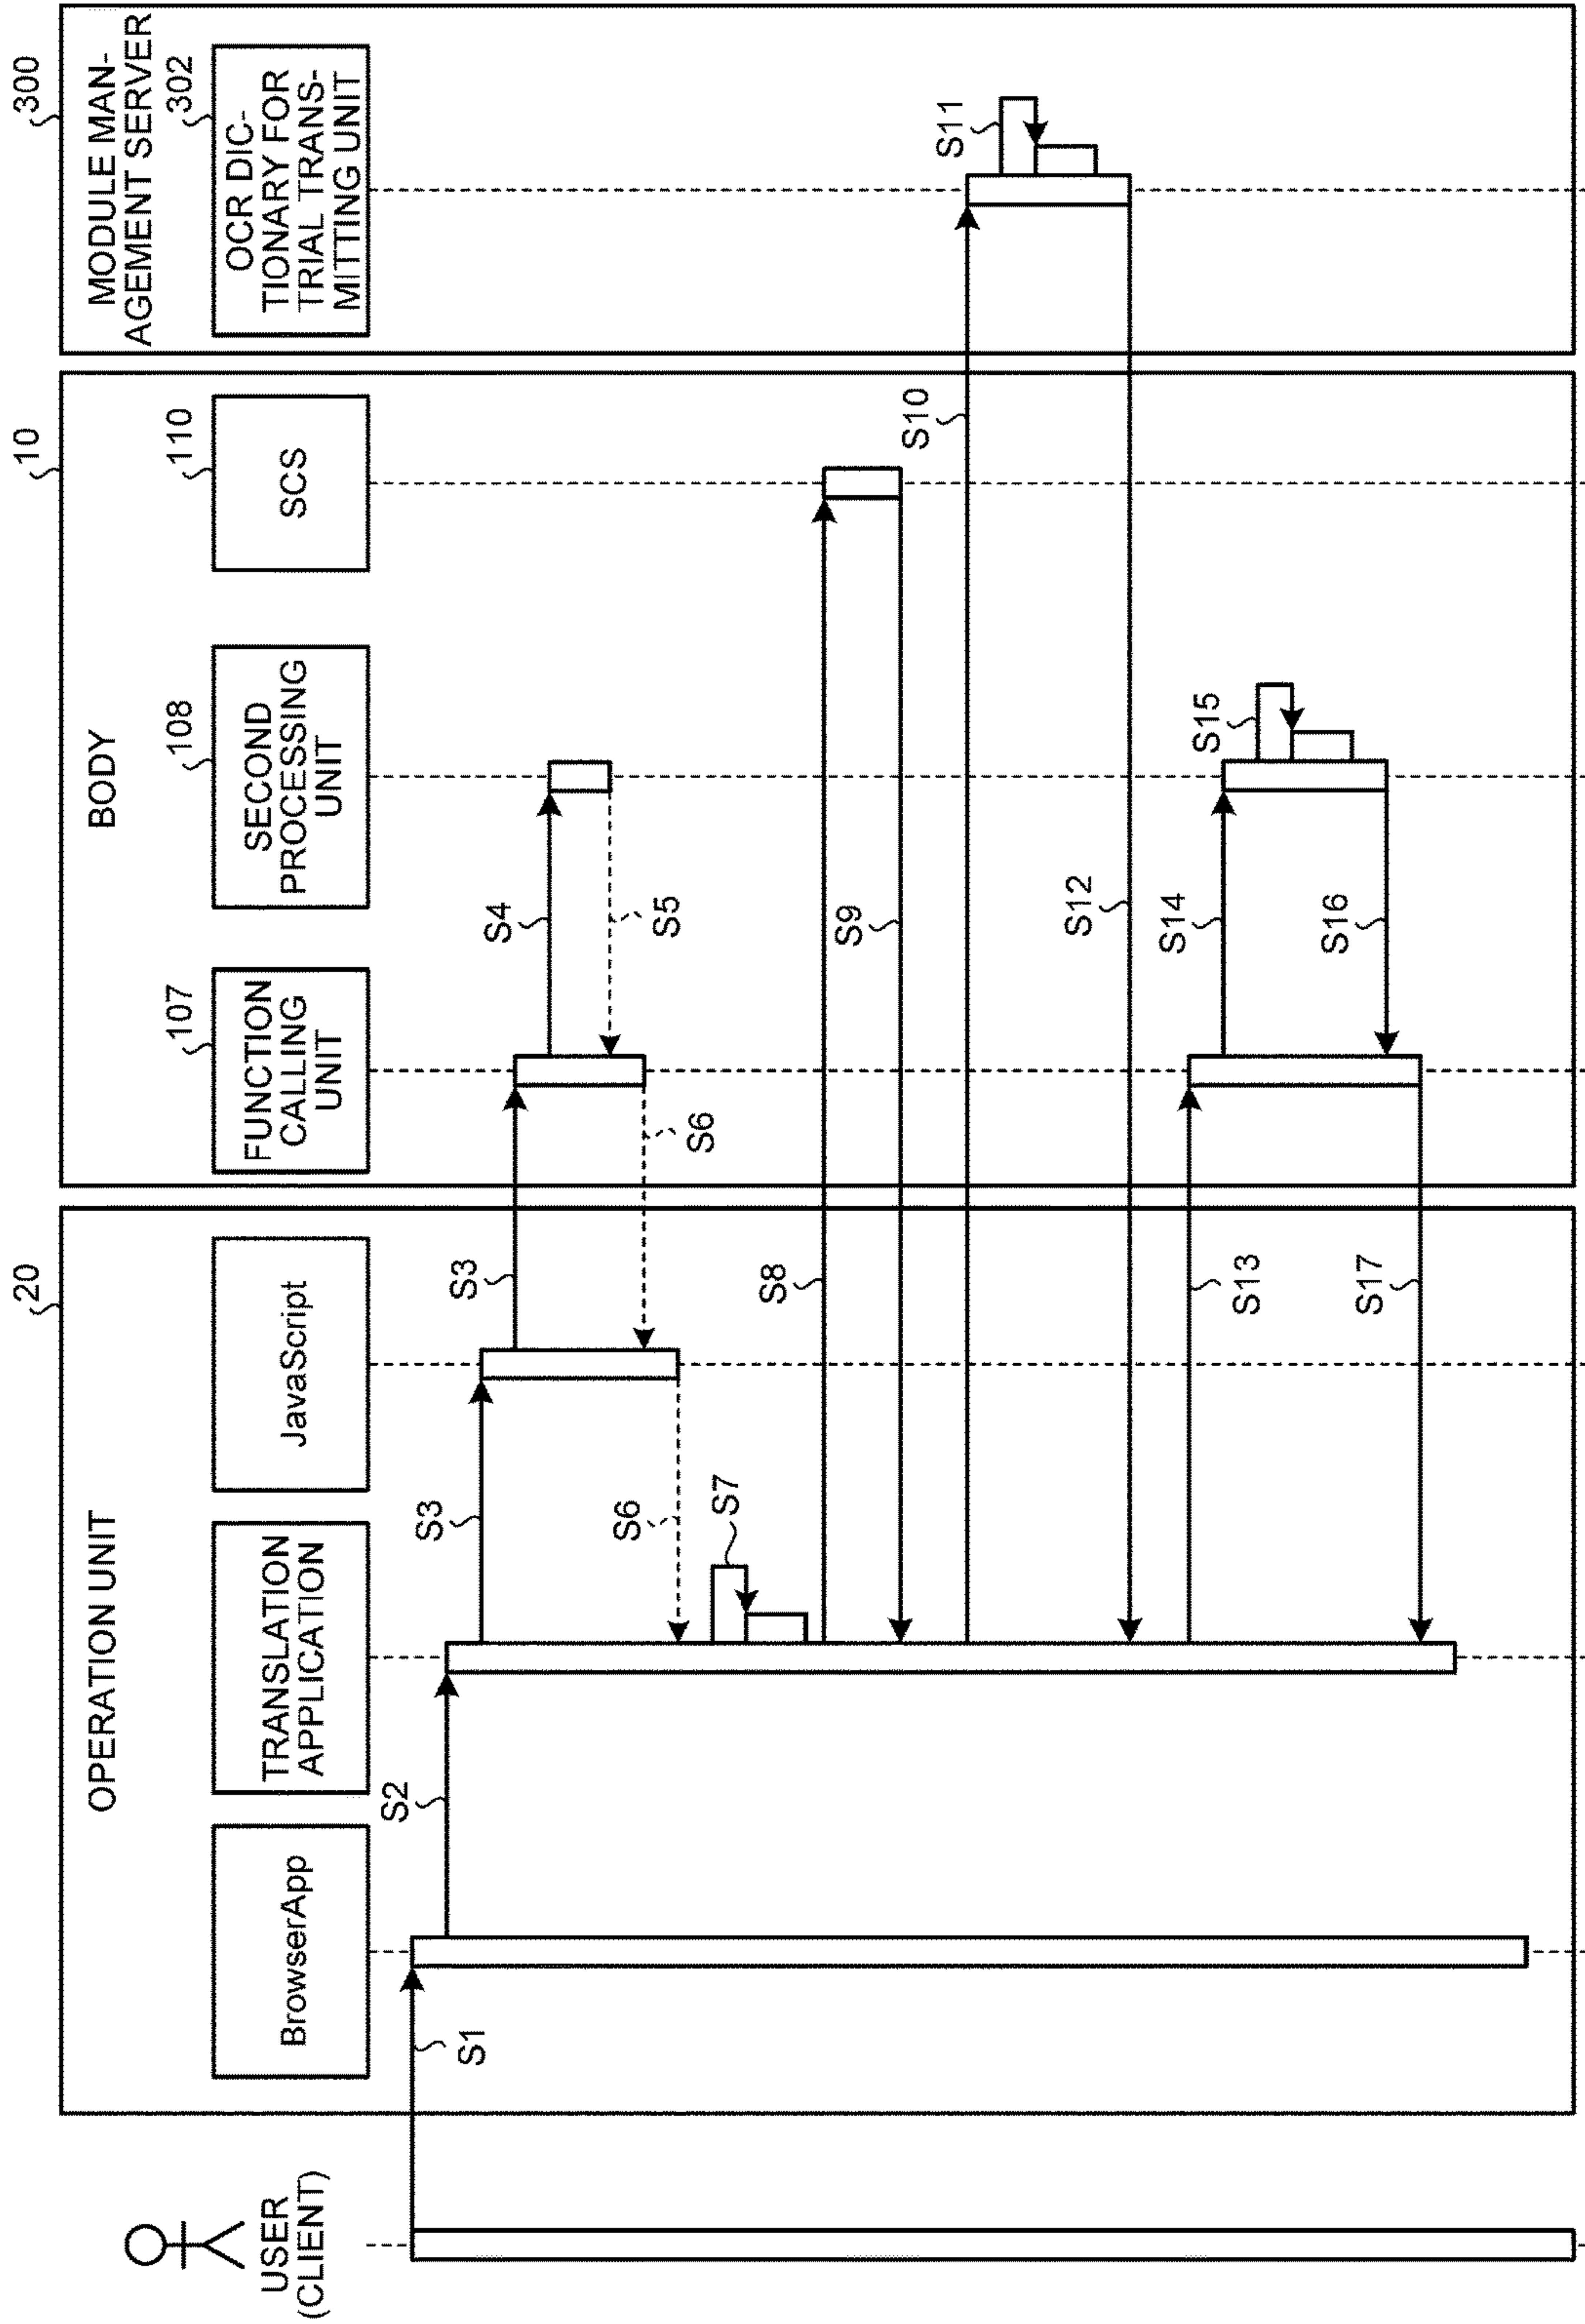 USER
(CLIENT)
20
OPERATION UNIT
BrowserApp
TRANSLATION
APPLICATION
JavaScript
10
BODY
107
FUNCTION
CALLING
UNIT
108
SECOND
PROCESSING
UNIT
110
SCS
300
MODULE MAN-
AGEMENT SERVER
302
OCR DIC-
TIONARY FOR
TRIAL TRANS-
MITTING UNIT
S1
S2
S3
S3
S4
S5
S6
S6
S7
S8
S9
S10
S11
S12
S13
S14
S15
S16
S17